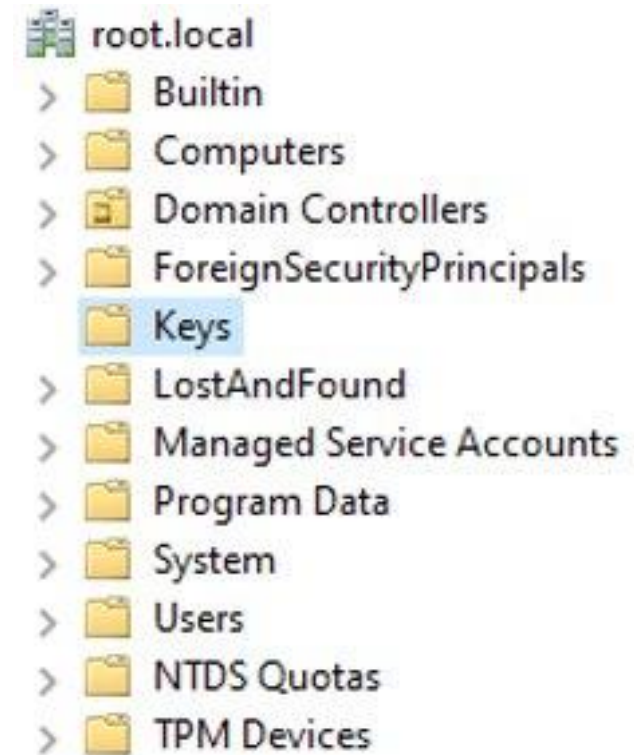 root.local
Builtin
Computers
Domain Controllers
ForeignSecurityPrincipals
Keys
LostAndFound
Managed Service Accounts
Program Data
System
Users
NTDS Quotas
TPM Devices